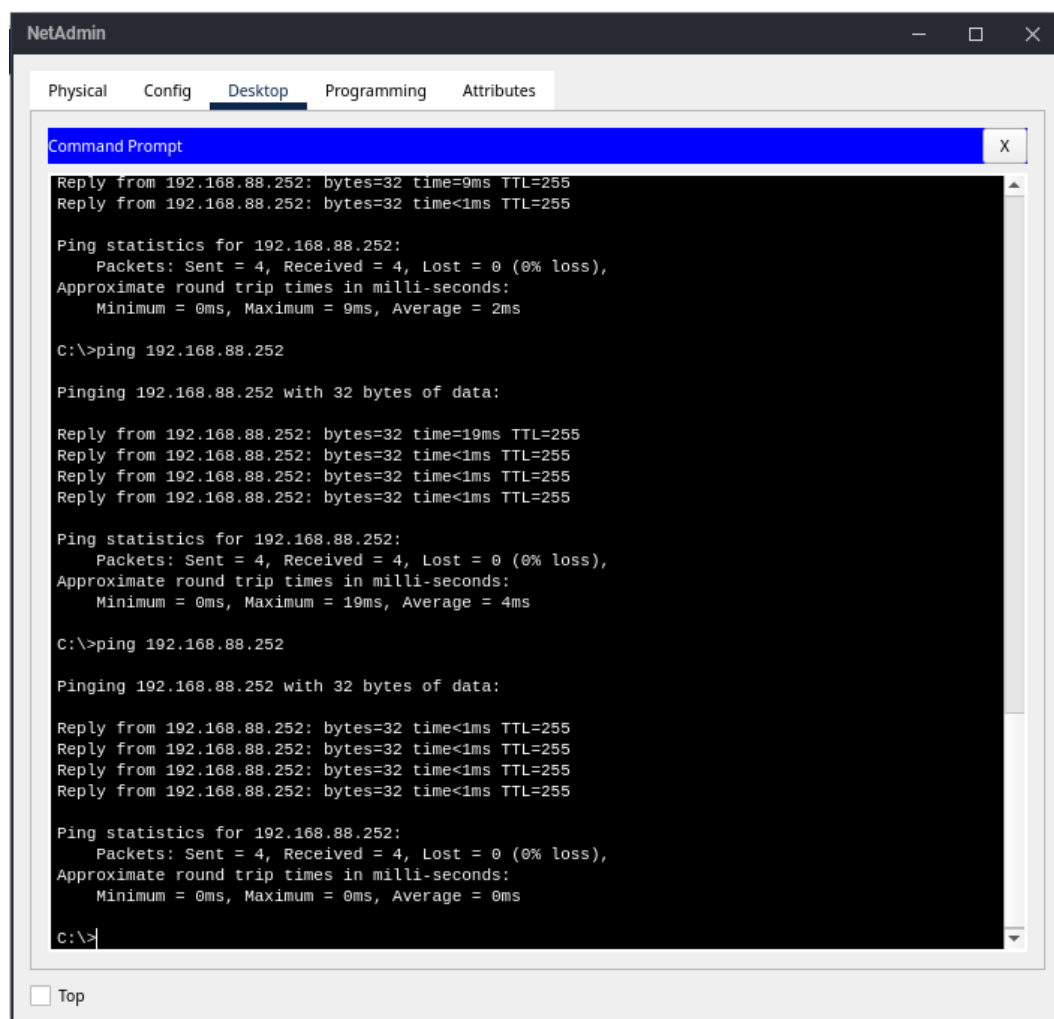 NetAdmin
Physical Config Desktop Programming Attributes
Command Prompt X
Reply from 192.168.88.252: bytes=32 time=9ms TTL=255
Reply from 192.168.88.252: bytes=32 time<1ms TTL=255
Ping statistics for 192.168.88.252:
Packets: Sent = 4, Received = 4, Lost = 0 (0% loss),
Approximate round trip times in milli-seconds:
Minimum = 0ms, Maximum = 9ms, Average = 2ms
C:\>ping 192.168.88.252
Pinging 192.168.88.252 with 32 bytes of data:
Reply from 192.168.88.252: bytes=32 time=19ms TTL=255
Reply from 192.168.88.252: bytes=32 time<1ms TTL=255
Reply from 192.168.88.252: bytes=32 time<1ms TTL=255
Reply from 192.168.88.252: bytes=32 time<1ms TTL=255
Ping statistics for 192.168.88.252:
Packets: Sent = 4, Received = 4, Lost = 0 (0% loss),
Approximate round trip times in milli-seconds:
Minimum = 0ms, Maximum = 19ms, Average = 4ms
C:\>ping 192.168.88.252
Pinging 192.168.88.252 with 32 bytes of data:
Reply from 192.168.88.252: bytes=32 time<1ms TTL=255
Reply from 192.168.88.252: bytes=32 time<1ms TTL=255
Reply from 192.168.88.252: bytes=32 time<1ms TTL=255
Reply from 192.168.88.252: bytes=32 time<1ms TTL=255
Ping statistics for 192.168.88.252:
Packets: Sent = 4, Received = 4, Lost = 0 (0% loss),
Approximate round trip times in milli-seconds:
Minimum = 0ms, Maximum = 0ms, Average = 0ms
C:\>
Top